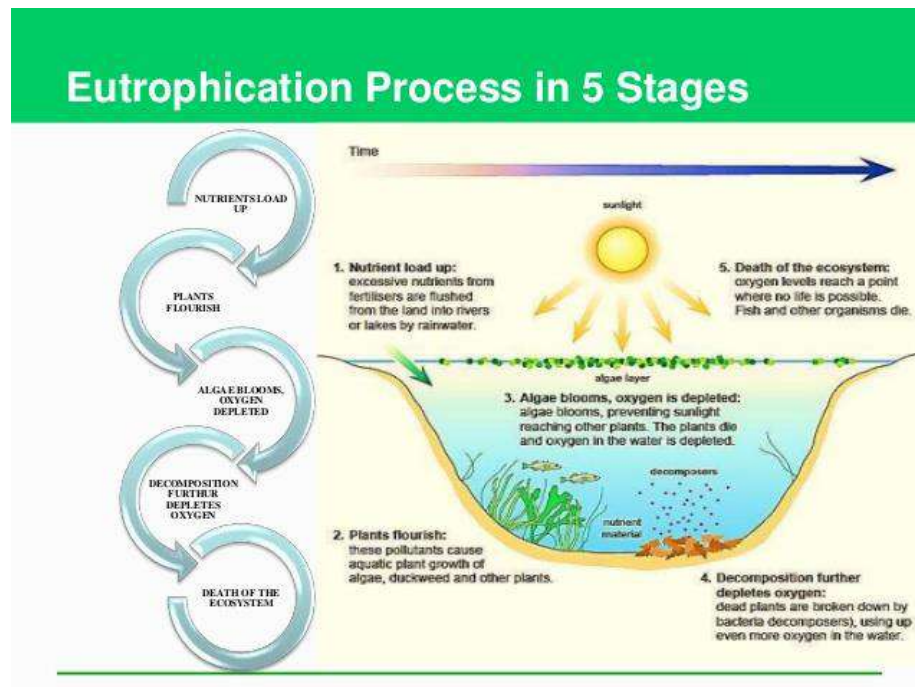 Eutrophication Process in 5 Stages
NUTRIENTS LOAD
UP
PLANTS
FLOURISH
ALGAE BLOOMS,
OXYGEN
DEPLETED
DECOMPOSITION
FURTHUR
DEPLETES
OXYGEN
DEATH OF THE
ECOSYSTEM
Time
sunlight
1. Nutrient load up:
excessive nutrients from
fertilisers are flushed
from the land into rivers
or lakes by rainwater.
5. Death of the ecosystem:
oxygen levels reach a point
where no life is possible.
Fish and other organisms die.
algae layer
3. Algae blooms, oxygen is depleted:
algae blooms, preventing sunlight
reaching other plants. The plants die
and oxygen in the water is depleted.
decomposers
nutrient
material
2. Plants flourish:
these pollutants cause
aquatic plant growth of
algae, duckweed and other plants.
4. Decomposition further
depletes oxygen:
dead plants are broken down by
bacteria decomposers), using up
even more oxygen in the water.